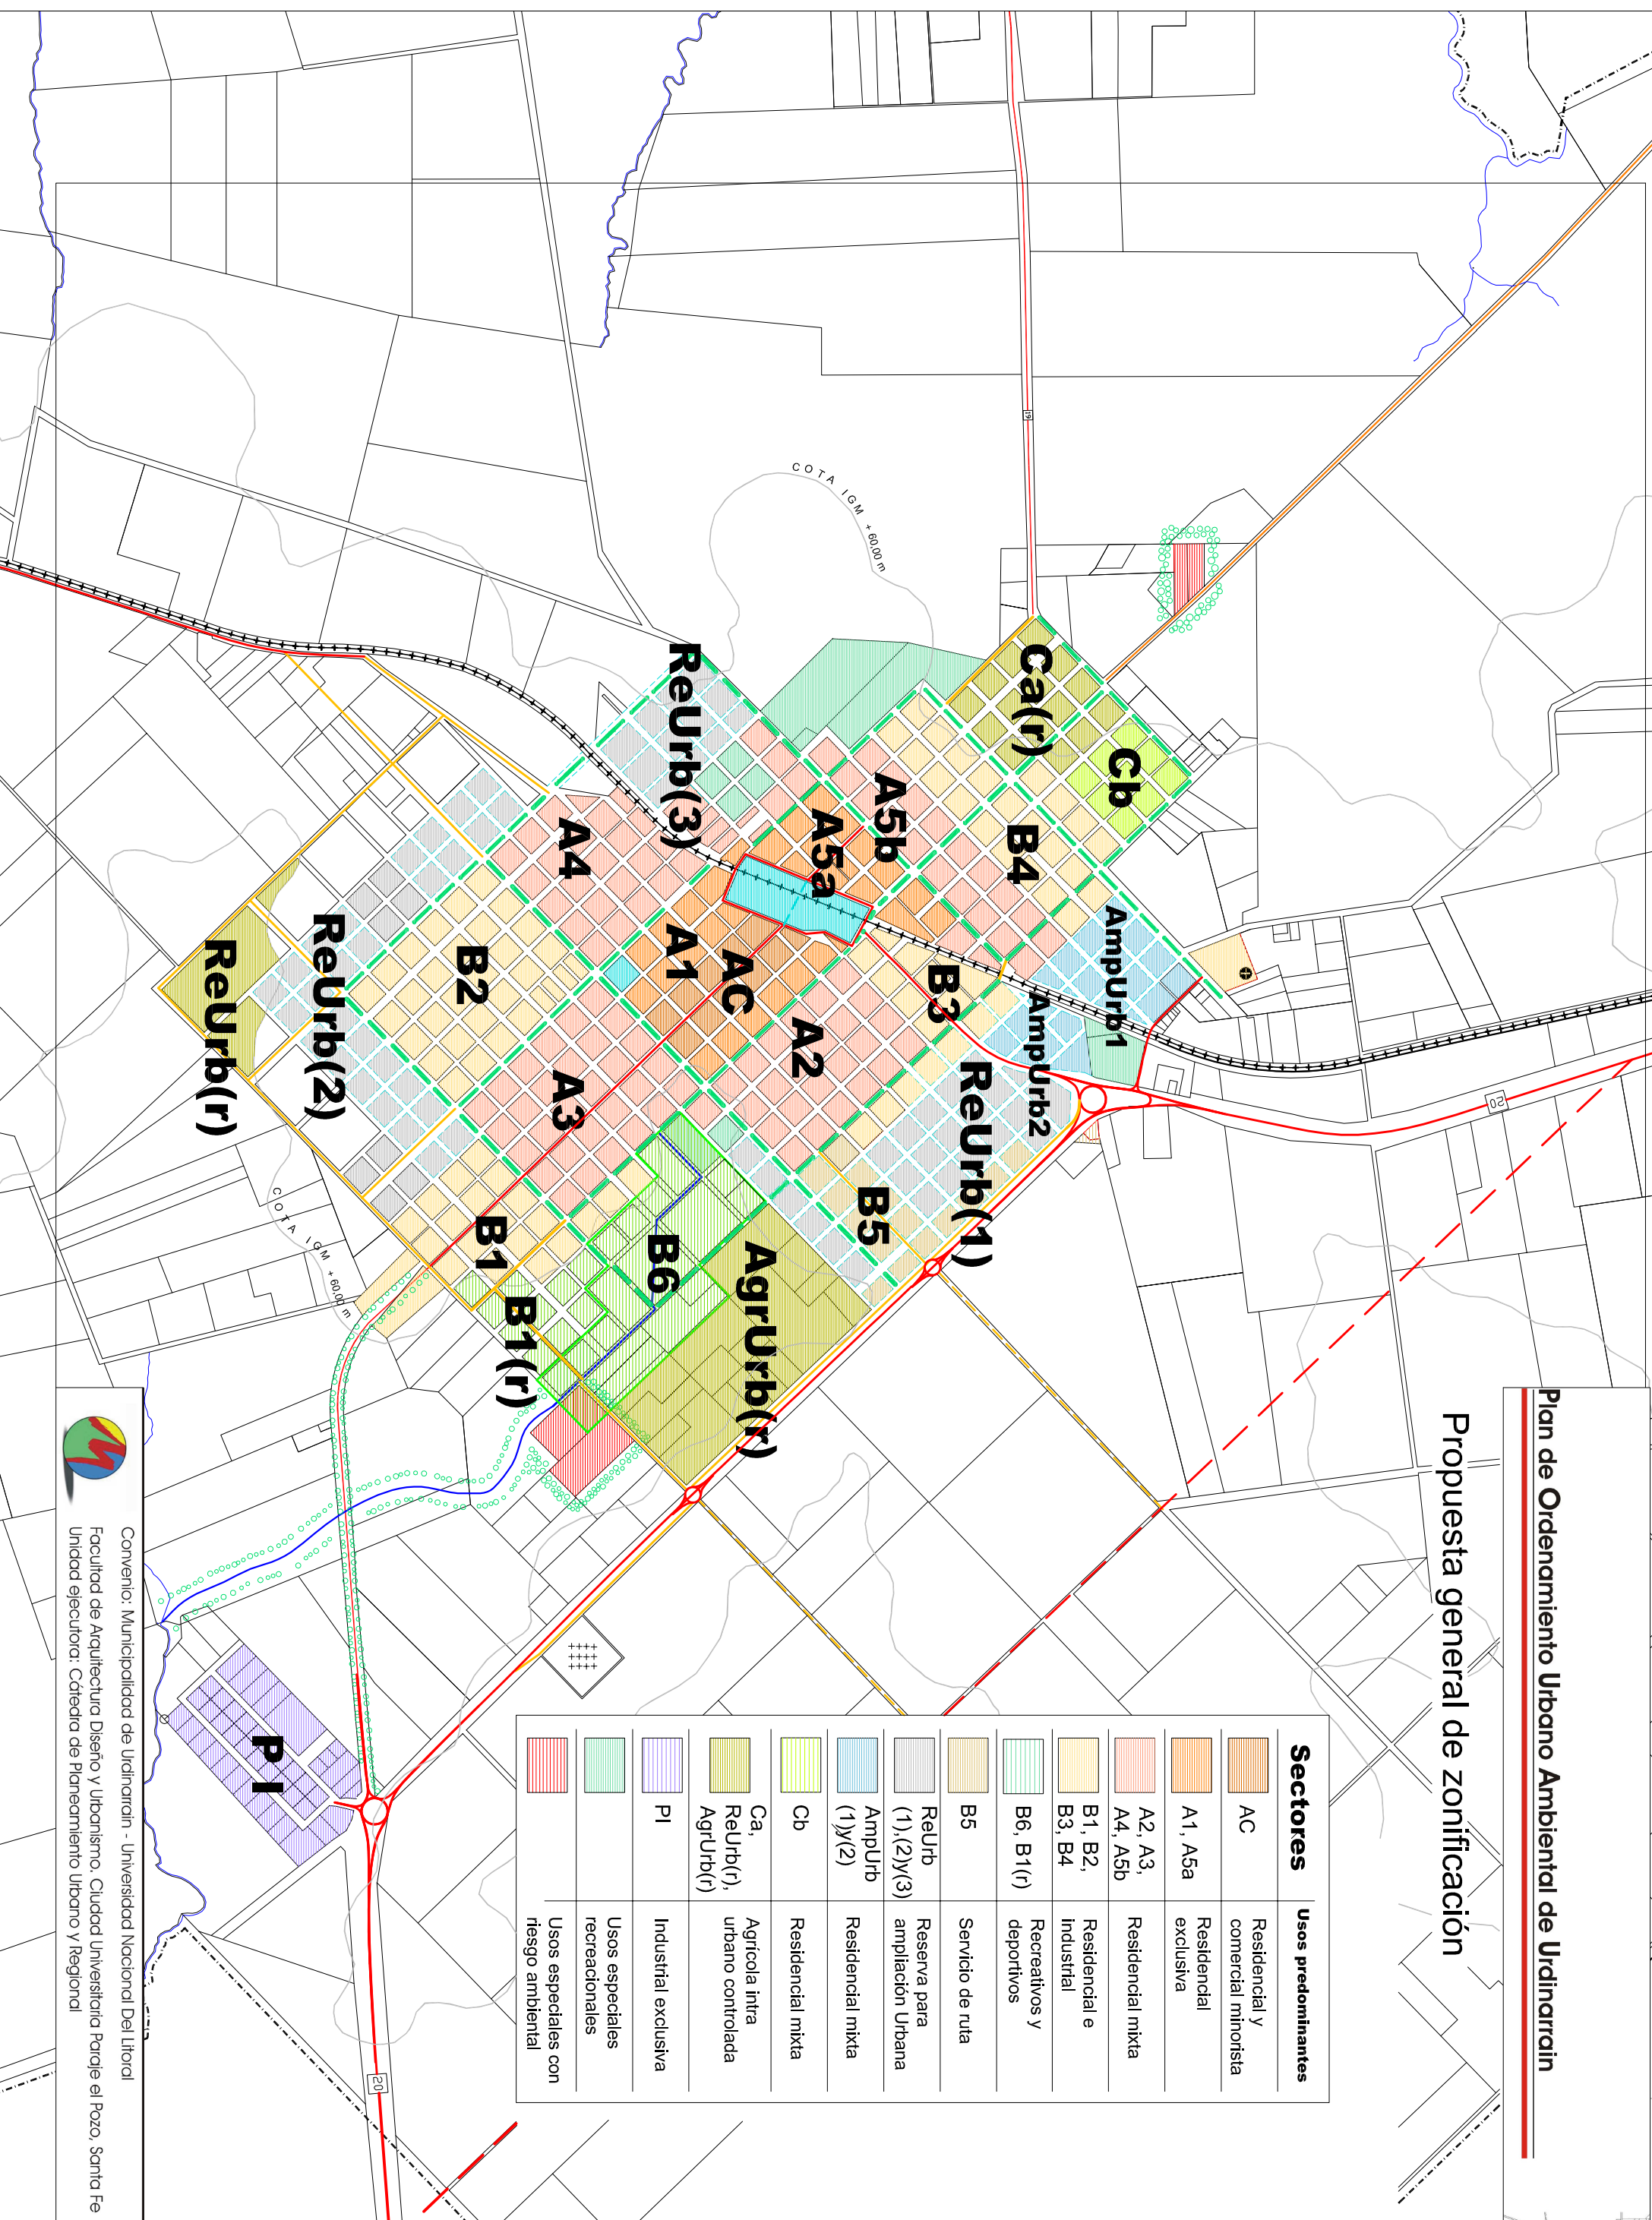 Plan de Ordenamiento Urbano Ambiental de Urdinarrain
Propuesta general de zonificación
COTA IGM + 60,00 m
19
Ca(r)
Cb
A5b
B4
A5a
ReUrb(3)
A4
AmpUrb1
A1
AC
B3
AmpUrb2
A2
B2
ReUrb(2)
ReUrb(r)
ReUrb(1)
A3
B5
B6
AgrUrb(r)
B1
B1(r)
COTA IGM + 60,00 m
20
P I
20
Sectores
Usos predominantes
AC
Residencial y
comercial minorista
A1, A5a
Residencial
exclusiva
A2, A3,
A4, A5b
Residencial mixta
B1, B2,
B3, B4
Residencial e
industrial
B6, B1(r)
Recreativos y
deportivos
B5
Servicio de ruta
ReUrb
(1),(2)y(3)
Reserva para
ampliación Urbana
AmpUrb
(1)y(2)
Residencial mixta
Cb
Residencial mixta
Ca,
ReUrb(r),
AgrUrb(r)
Agrícola intra
urbano controlada
PI
Industrial exclusiva
Usos especiales
recreacionales
Usos especiales con
riesgo ambiental
Convenio: Municipalidad de Urdinarrain - Universidad Nacional Del Litoral
Facultad de Arquitectura Diseño y Urbanismo. Ciudad Universitaria Paraje el Pozo, Santa Fe
Unidad ejecutora: Cátedra de Planeamiento Urbano y Regional